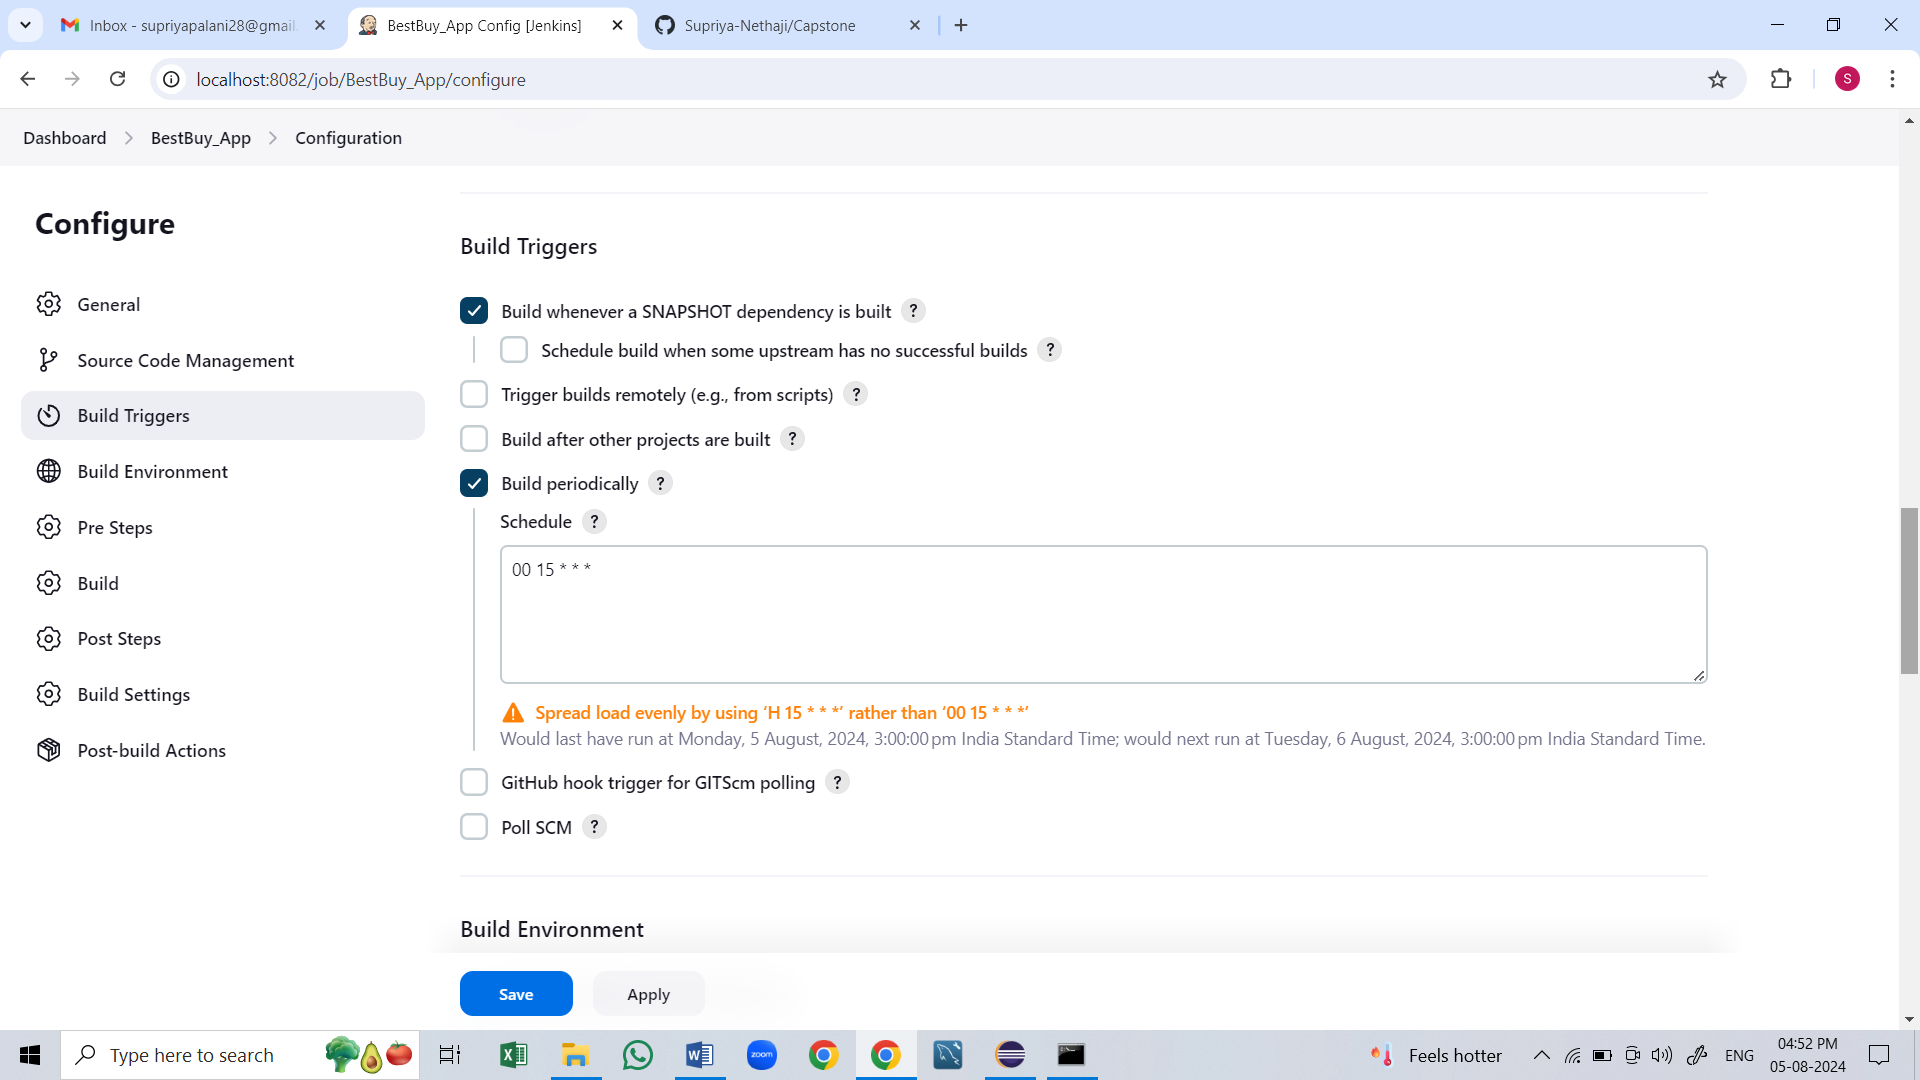 Inbox - supriyapalani28@gmail.
BestBuy_App Config [Jenkins]
Supriya-Nethaji/Capstone
localhost:8082/job/BestBuy_App/configure
S
Dashboard
BestBuy_App
Configuration
Configure
General
Source Code Management
Build Triggers
Build Environment
Pre Steps
Build
Post Steps
Build Settings
Post-build Actions
Build Triggers
Build whenever a SNAPSHOT dependency is built ?
Schedule build when some upstream has no successful builds ?
Trigger builds remotely (e.g., from scripts) ?
Build after other projects are built ?
Build periodically ?
Schedule ?
00 15 * * *
Spread load evenly by using ‘H 15 * * *’ rather than ‘00 15 * * *’
Would last have run at Monday, 5 August, 2024, 3:00:00 pm India Standard Time; would next run at Tuesday, 6 August, 2024, 3:00:00 pm India Standard Time.
GitHub hook trigger for GITScm polling ?
Poll SCM ?
Build Environment
Save
Apply
Type here to search
zoom
Feels hotter
ENG
04:52 PM
05-08-2024